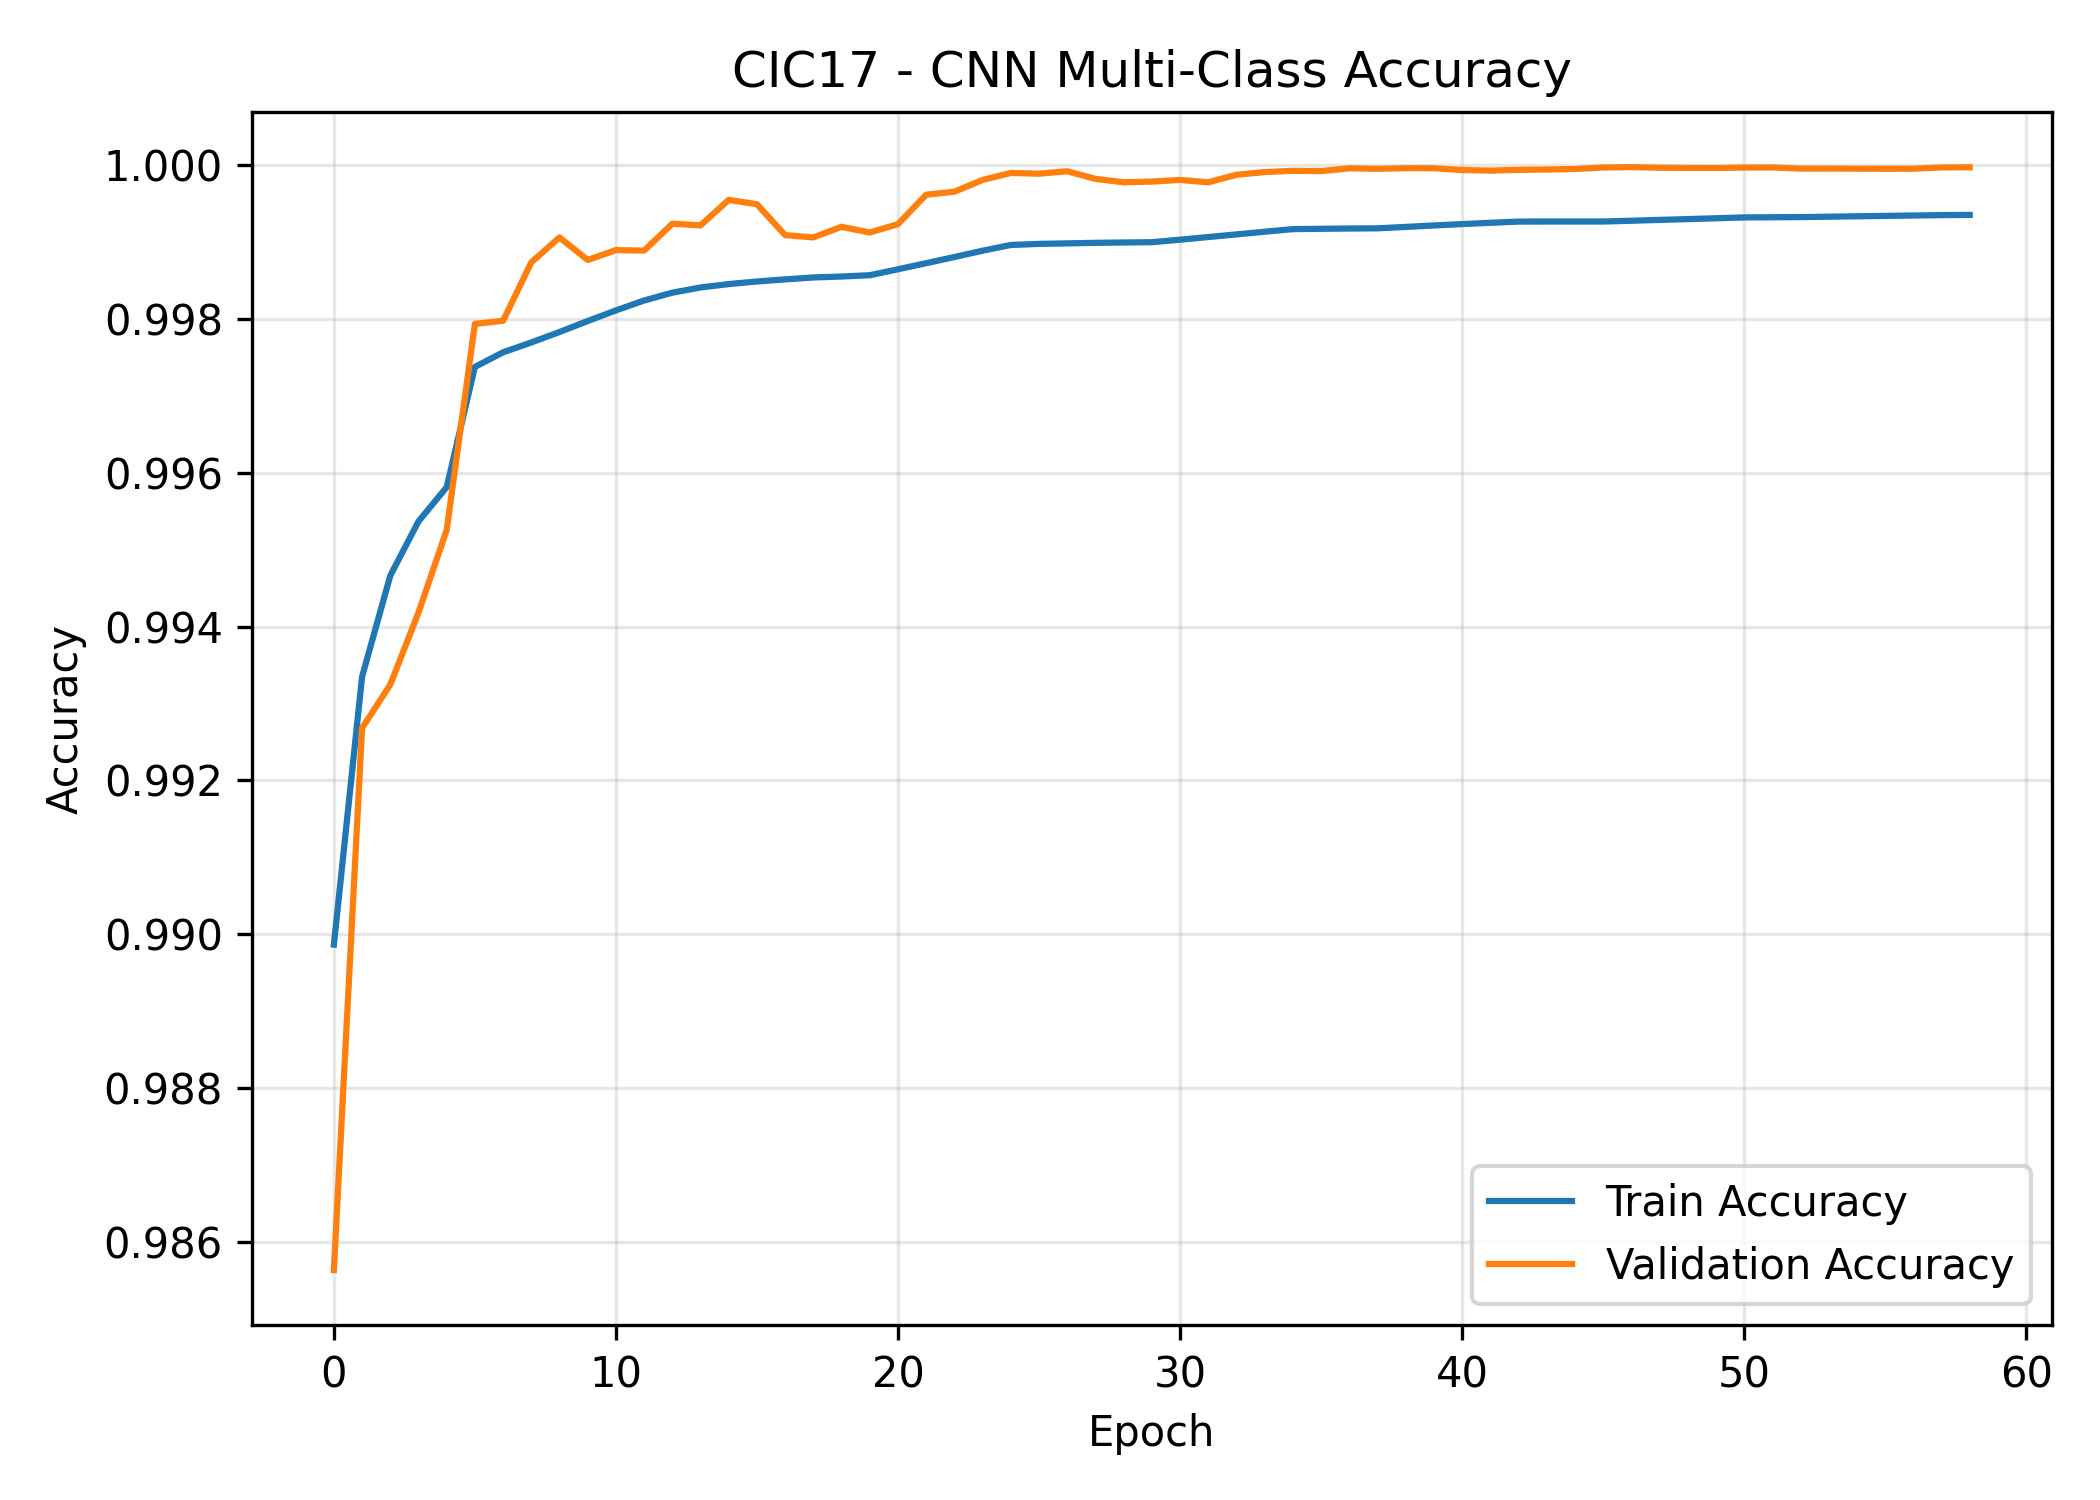 CIC17 - CNN Multi-Class Accuracy
Accuracy
1.000
0.998
0.996
0.994
0.992
0.990
0.988
0.986
Train Accuracy
Validation Accuracy
0 10 20 30 40 50 60
Epoch